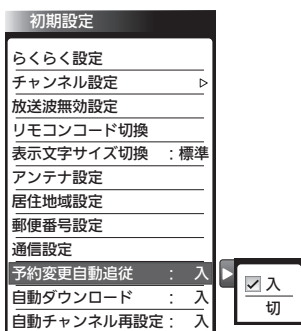 初期設定
らくらく設定
チャンネル設定 ▷
放送波無効設定
リモコンコード切換
表示文字サイズ切換 ：標準
アンテナ設定
居住地域設定
郵便番号設定
通信設定
予約変更自動追従 ： 入
自動ダウンロード ： 入
自動チャンネル再設定： 入
入
切